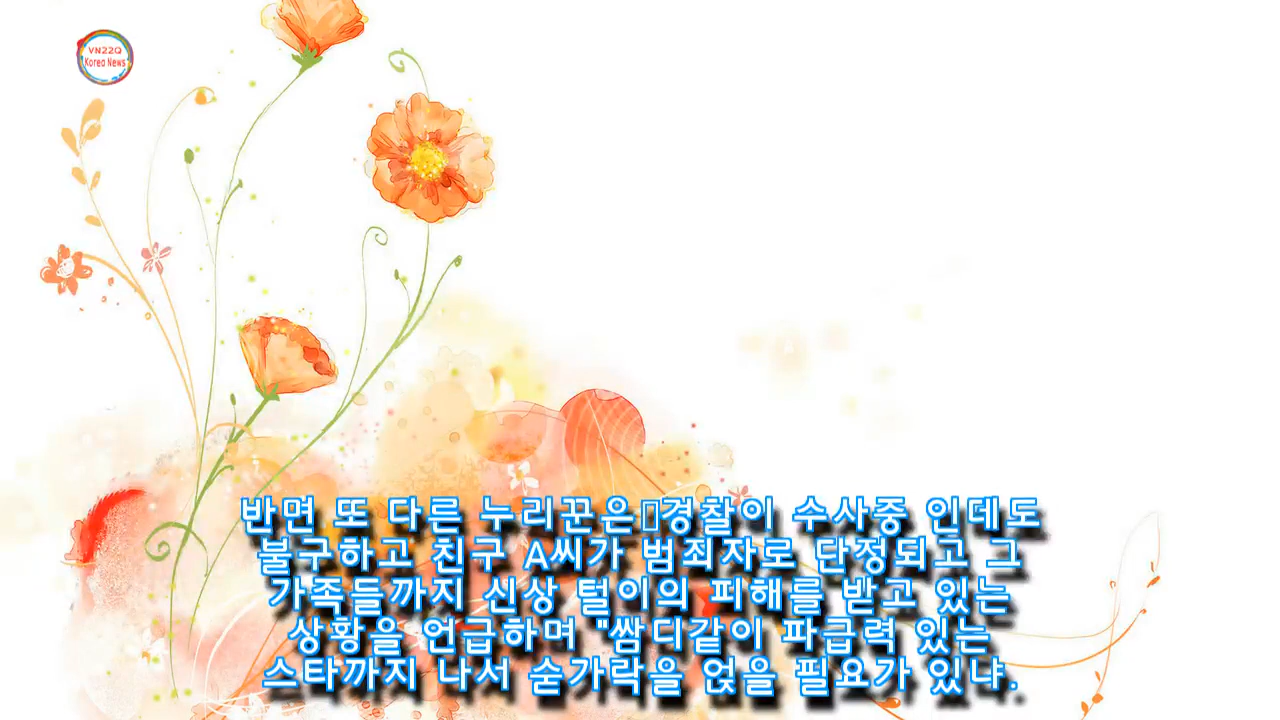 VN22Q
Korea News
반면 또 다른 누리꾼은 경찰이 수사중 인데도
불구하고 친구 A씨가 범죄자로 단정되고 그
가족들까지 신상 털이의 피해를 받고 있는
상황을 언급하며 "쌈디같이 파급력 있는
스타까지 나서 숟가락을 얹을 필요가 있냐.